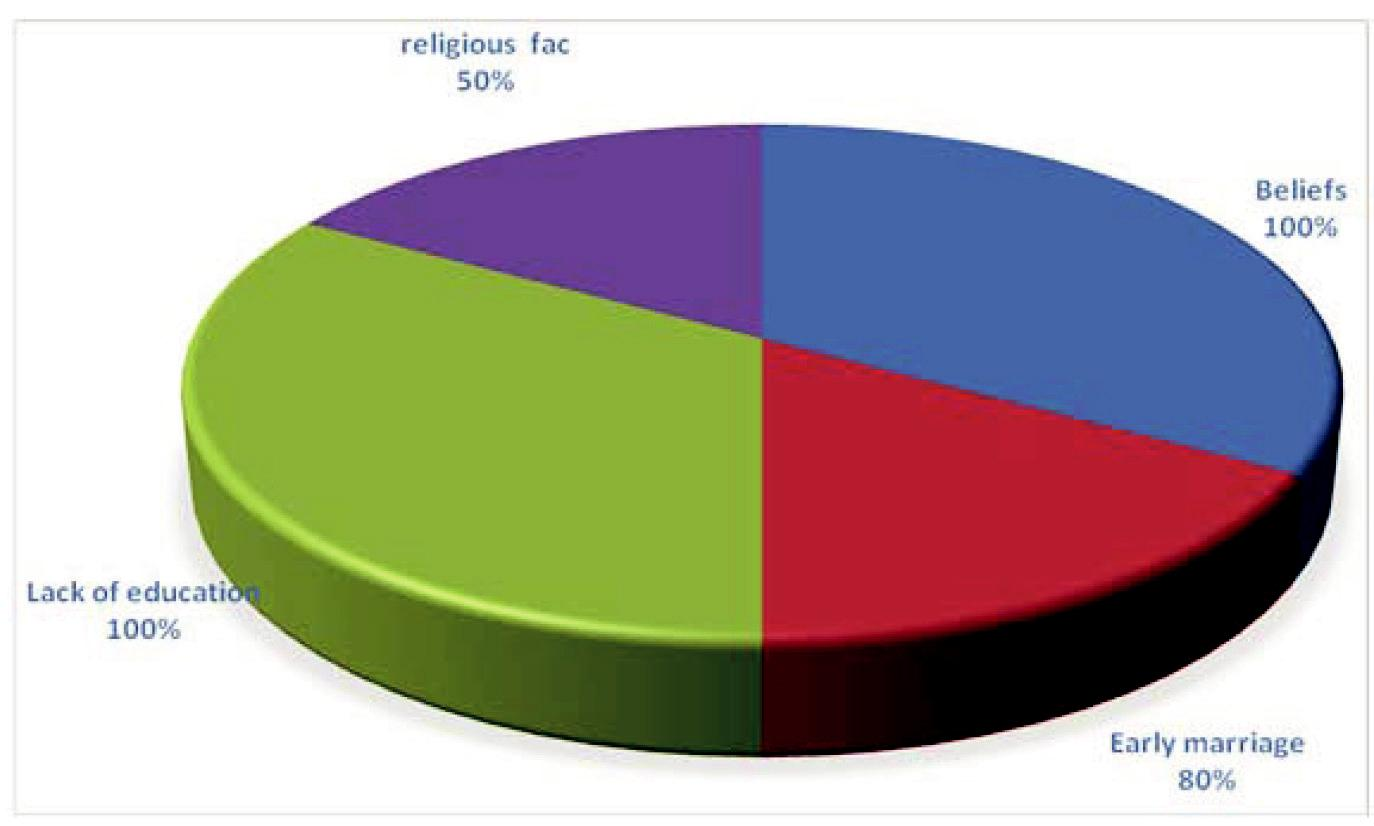 religious fac
50%
Beliefs
100%
Lack of education
100%
Early marriage
80%